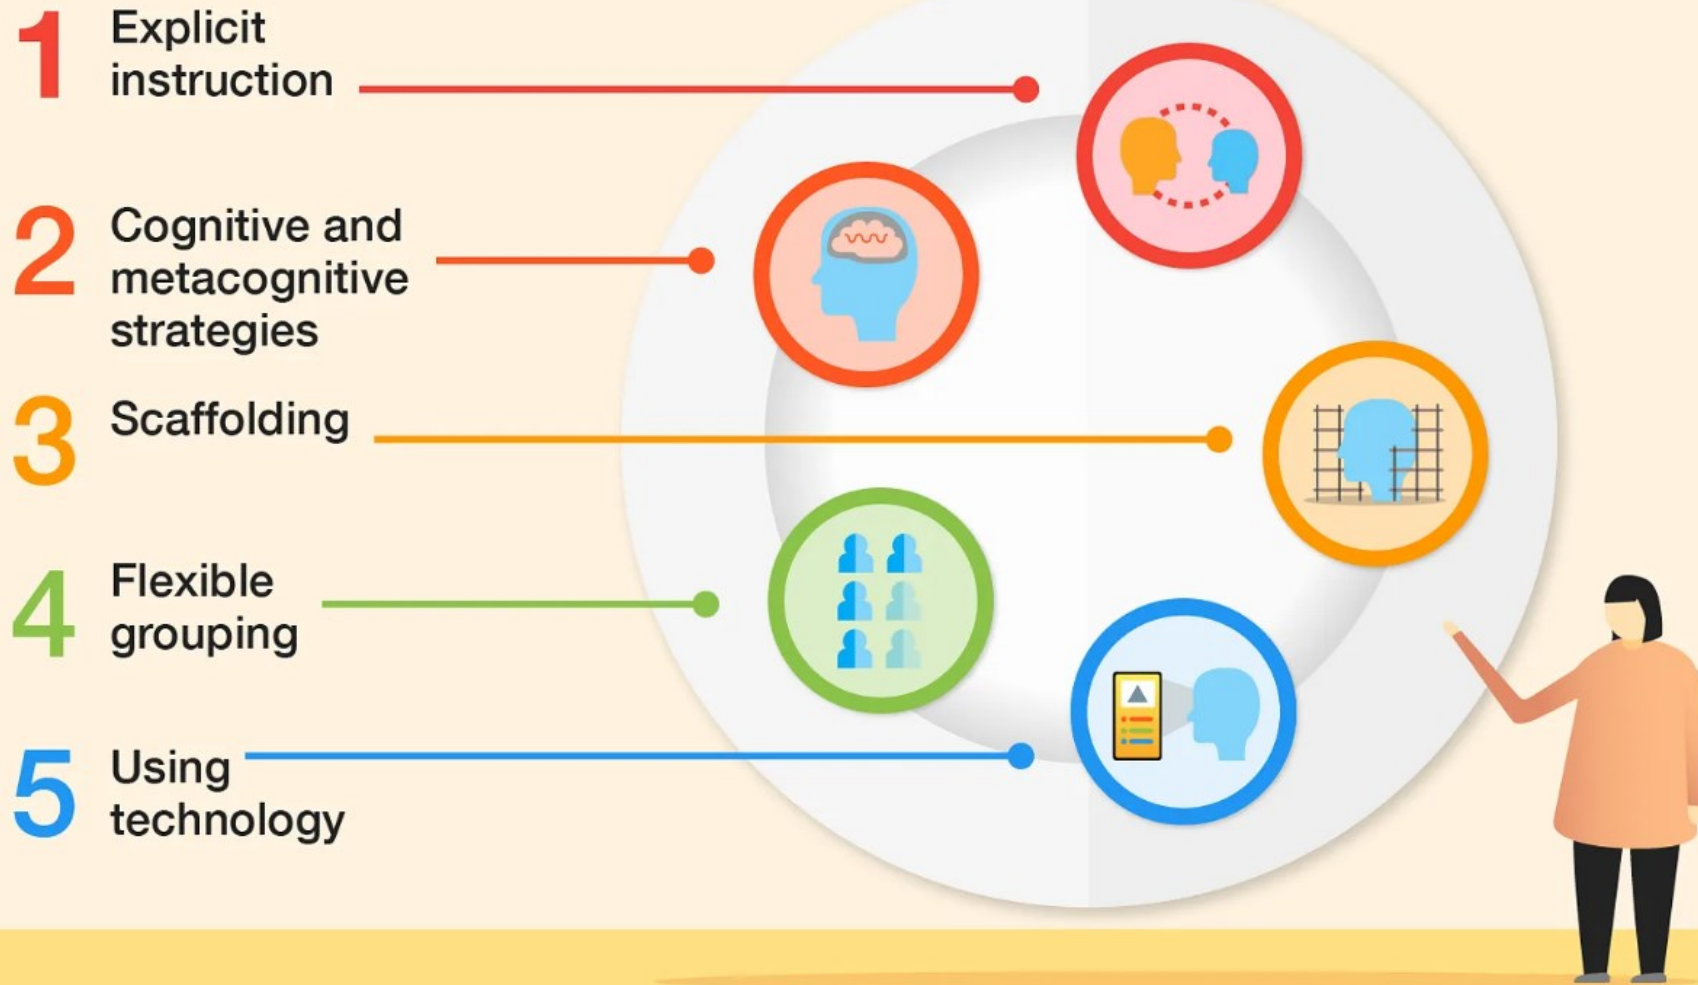 1
Explicit
instruction
2
Cognitive and
metacognitive
strategies
3
Scaffolding
4
Flexible
grouping
5
Using
technology